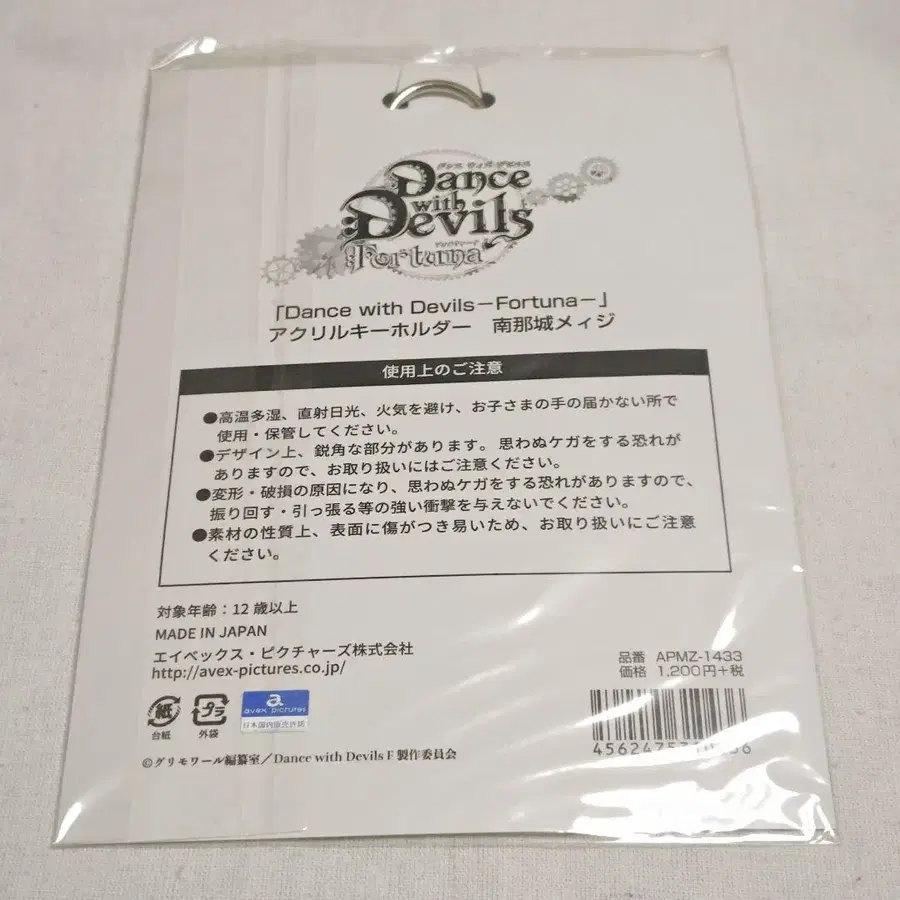 ダンス ウィズ デビルス
Dance
with
Devils
フォルトゥーナ
Fortuna
「Dance with Devils－Fortuna－」
アクリルキーホルダー　南那城メィジ
使用上のご注意
●高温多湿、直射日光、火気を避け、お子さまの手の届かない所で
使用・保管してください。
●デザイン上、鋭角な部分があります。思わぬケガをする恐れが
ありますので、お取り扱いにはご注意ください。
●変形・破損の原因になり、思わぬケガをする恐れがありますので、
振り回す・引っ張る等の強い衝撃を与えないでください。
●素材の性質上、表面に傷がつき易いため、お取り扱いにご注意
ください。
対象年齢：12 歳以上
MADE IN JAPAN
エイベックス・ピクチャーズ株式会社
http://avex-pictures.co.jp/
品番 APMZ-1433
価格 1,200円+税
紙
台紙
プラ
外袋
a
avex pictures
日本国内販売許諾
©グリモワール編纂室／Dance with Devils F 製作委員会